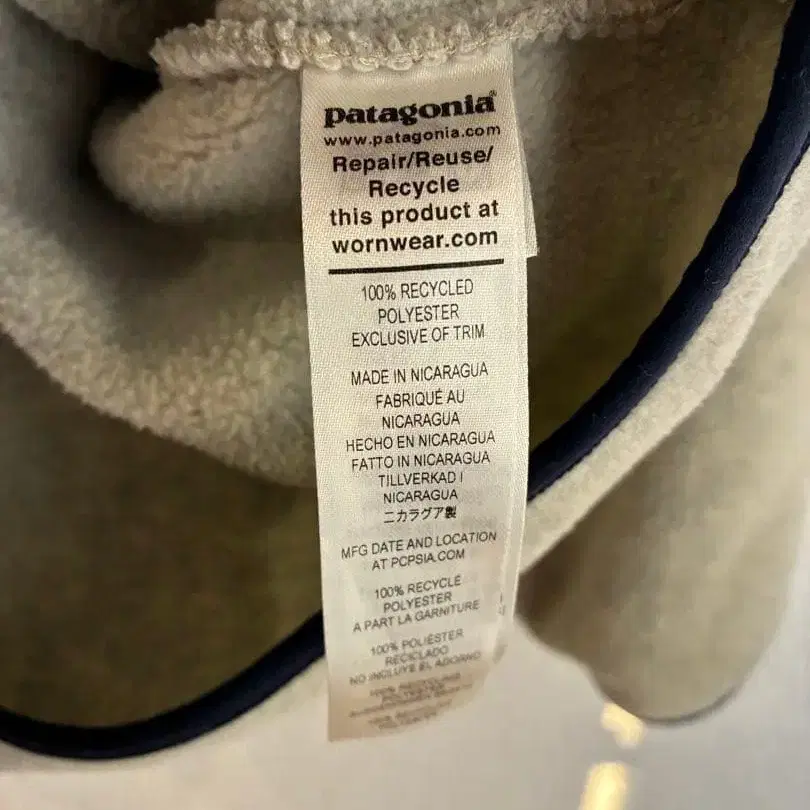 patagonia®
www.patagonia.com
Repair/Reuse/
Recycle
this product at
wornwear.com
100% RECYCLED
POLYESTER
EXCLUSIVE OF TRIM
MADE IN NICARAGUA
FABRIQUÉ AU
NICARAGUA
HECHO EN NICARAGUA
FATTO IN NICARAGUA
TILLVERKAD I
NICARAGUA
ニカラグア製
MFG DATE AND LOCATION
AT PCPSIA.COM
100% RECYCLÉ
POLYESTER
A PART LA GARNITURE
100% POLIÉSTER
RECICLADO
NO INCLUYE EL ADORNO
100% RECYCLING
POLYESTER